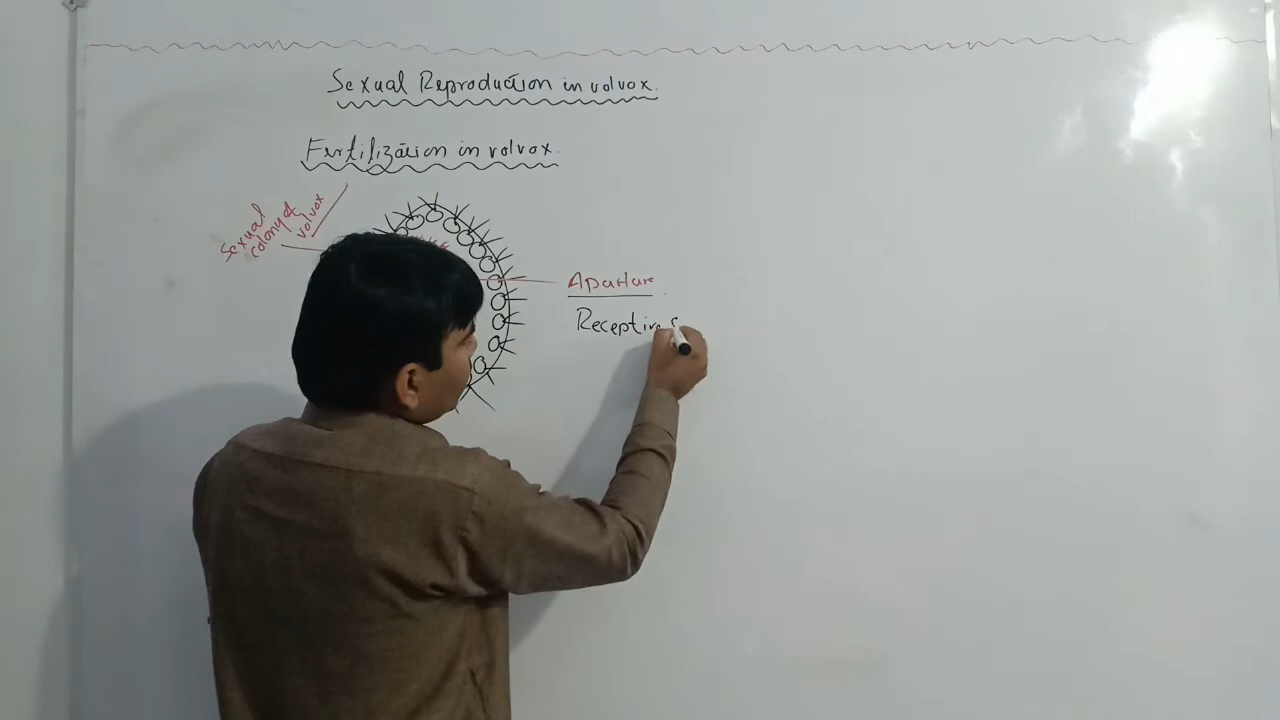 Sexual Reproduction in volvox.
Fertilization in volvox.
Sexual
colony of
volvox
Aparture
Receptive S